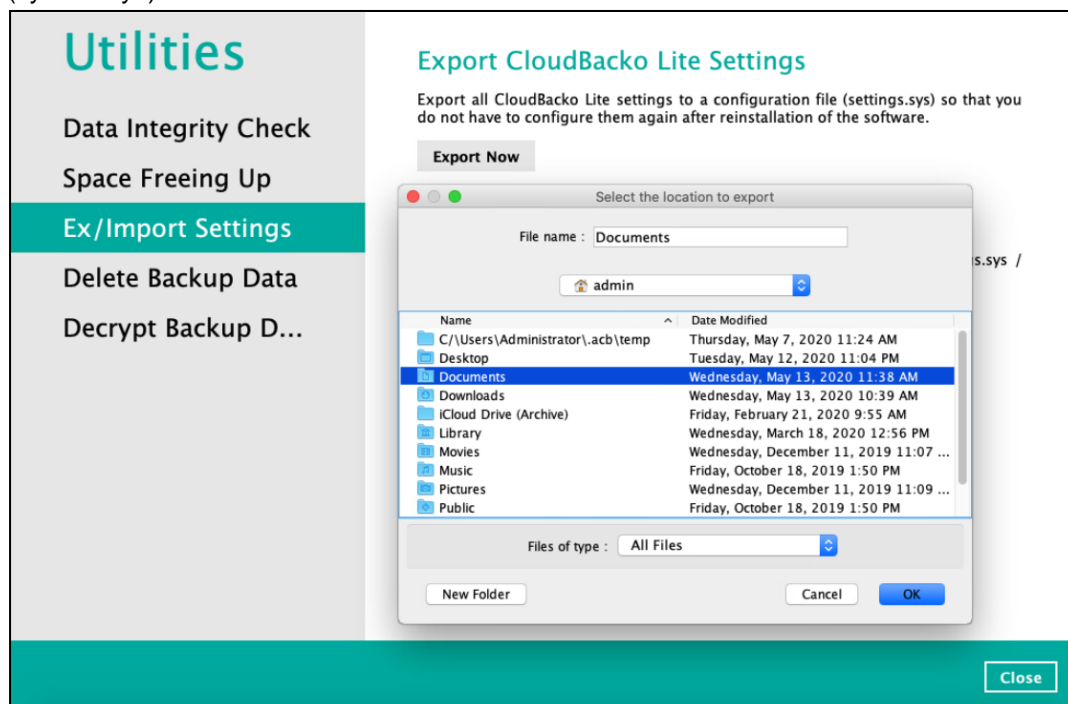 Utilities
Data Integrity Check
Space Freeing Up
Ex/Import Settings
Delete Backup Data
Decrypt Backup D...
Export CloudBacko Lite Settings
Export all CloudBacko Lite settings to a configuration file (settings.sys) so that you
do not have to configure them again after reinstallation of the software.
Export Now
s.sys /
Select the location to export
File name : Documents
admin
Name Date Modified
C/\Users\Administrator\.acb\temp Thursday, May 7, 2020 11:24 AM
Desktop Tuesday, May 12, 2020 11:04 PM
Documents Wednesday, May 13, 2020 11:38 AM
Downloads Wednesday, May 13, 2020 10:39 AM
iCloud Drive (Archive) Friday, February 21, 2020 9:55 AM
Library Wednesday, March 18, 2020 12:56 PM
Movies Wednesday, December 11, 2019 11:07 ...
Music Friday, October 18, 2019 1:50 PM
Pictures Wednesday, December 11, 2019 11:09 ...
Public Friday, October 18, 2019 1:50 PM
Files of type : All Files
New Folder Cancel OK
Close